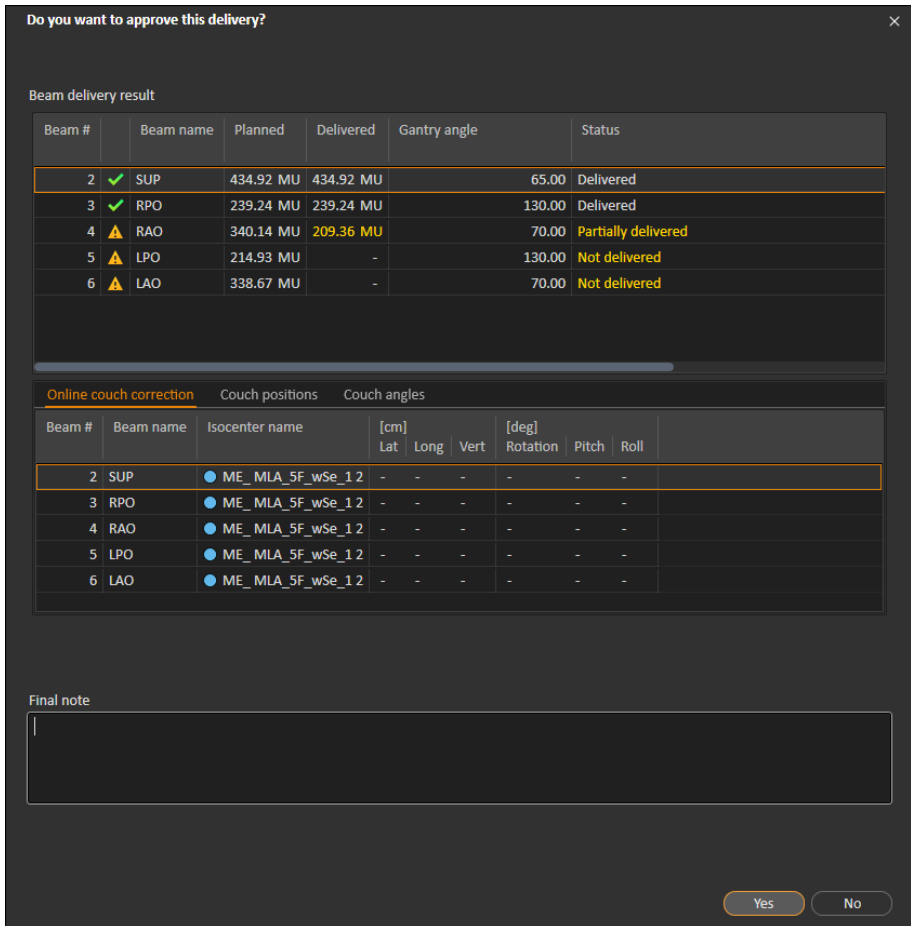 Do you want to approve this delivery?
Beam delivery result
Beam # Beam name Planned Delivered Gantry angle Status
2 SUP 434.92 MU 434.92 MU 65.00 Delivered
3 RPO 239.24 MU 239.24 MU 130.00 Delivered
4 RAO 340.14 MU 209.36 MU 70.00 Partially delivered
5 LPO 214.93 MU - 130.00 Not delivered
6 LAO 338.67 MU - 70.00 Not delivered
Online couch correction Couch positions Couch angles
Beam # Beam name Isocenter name [cm] [deg]
Lat Long Vert Rotation Pitch Roll
2 SUP ME_ MLA_5F_wSe_1 2 - - - - - -
3 RPO ME_ MLA_5F_wSe_1 2 - - - - - -
4 RAO ME_ MLA_5F_wSe_1 2 - - - - - -
5 LPO ME_ MLA_5F_wSe_1 2 - - - - - -
6 LAO ME_ MLA_5F_wSe_1 2 - - - - - -
Final note
Yes No